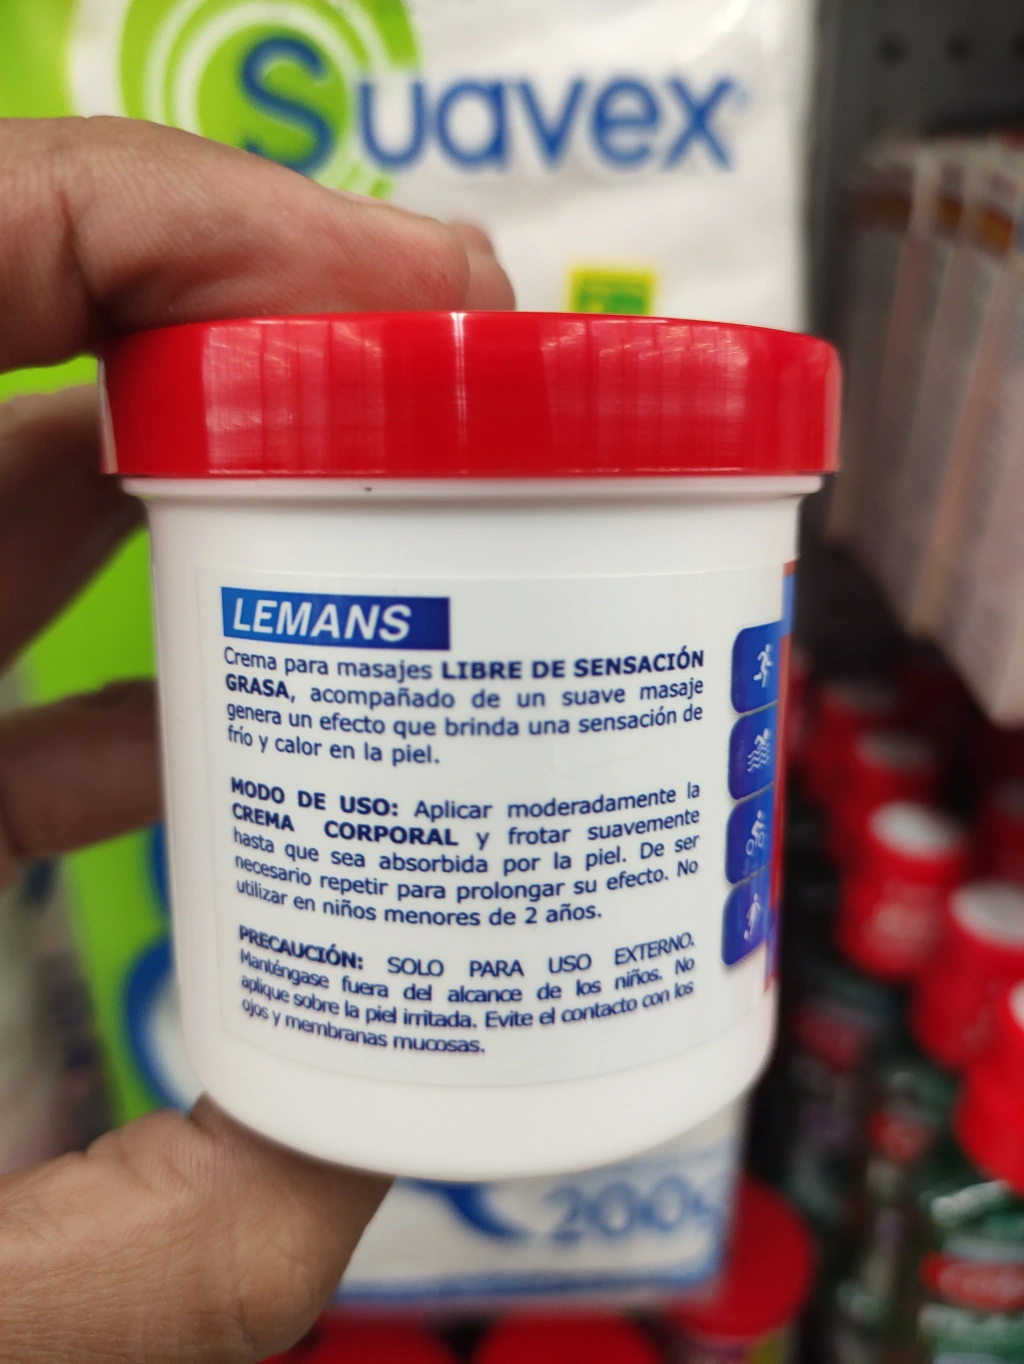 Suavex
LEMANS
Crema para masajes LIBRE DE SENSACIÓN
GRASA, acompañado de un suave masaje
genera un efecto que brinda una sensación de
frío y calor en la piel.
MODO DE USO: Aplicar moderadamente la
CREMA CORPORAL y frotar suavemente
hasta que sea absorbida por la piel. De ser
necesario repetir para prolongar su efecto. No
utilizar en niños menores de 2 años.
PRECAUCIÓN: SOLO PARA USO EXTERNO.
Manténgase fuera del alcance de los niños. No
aplique sobre la piel irritada. Evite el contacto con los
ojos y membranas mucosas.
200g